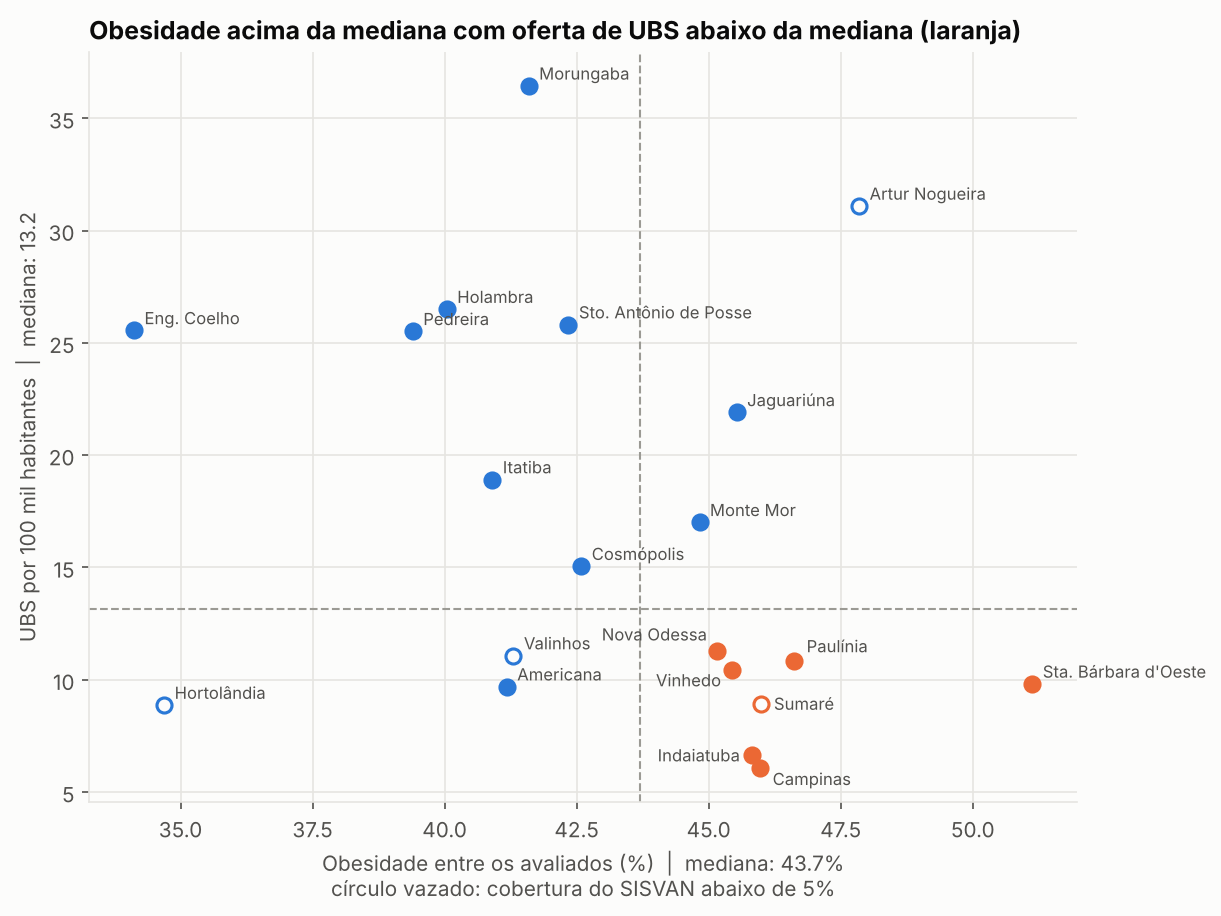 Obesidade acima da mediana com oferta de UBS abaixo da mediana (laranja)
UBS por 100 mil habitantes | mediana: 13.2
35
30
25
20
15
10
5
Morungaba
Artur Nogueira
Holambra
Eng. Coelho
Pedreira
Sto. Antônio de Posse
Jaguariúna
Itatiba
Monte Mor
Cosmópolis
Nova Odessa
Valinhos
Paulínia
Americana
Vinhedo
Sta. Bárbara d'Oeste
Hortolândia
Sumaré
Indaiatuba
Campinas
35.0 37.5 40.0 42.5 45.0 47.5 50.0
Obesidade entre os avaliados (%) | mediana: 43.7%
círculo vazado: cobertura do SISVAN abaixo de 5%